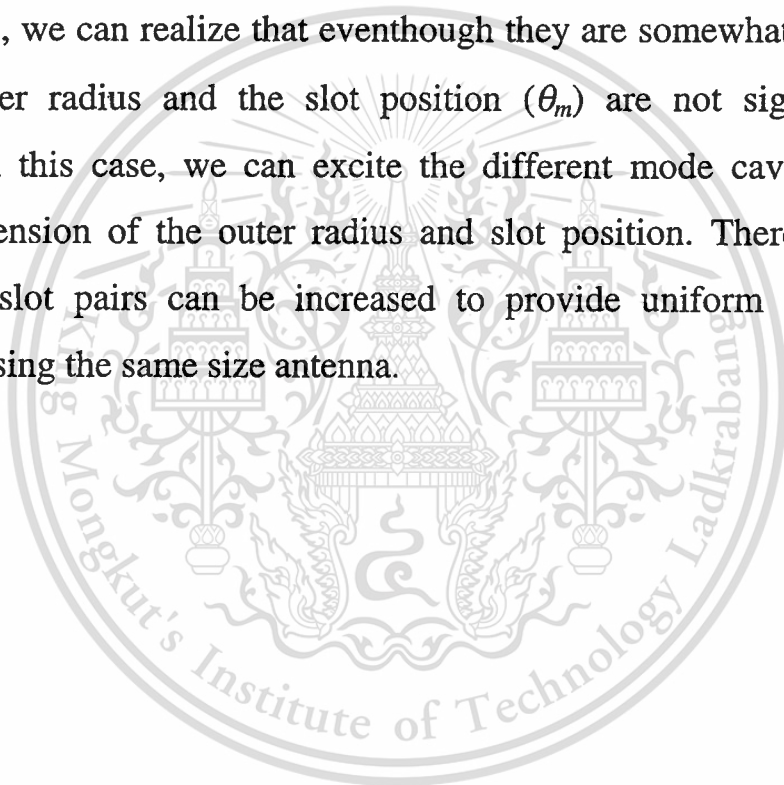 , we can realize that eventhough they are somewhat
er radius and the slot position (θm) are not sig
this case, we can excite the different mode cav
ension of the outer radius and slot position. Ther
slot pairs can be increased to provide uniform
sing the same size antenna.
King Mongkut's Institute of Technology Ladkrabang